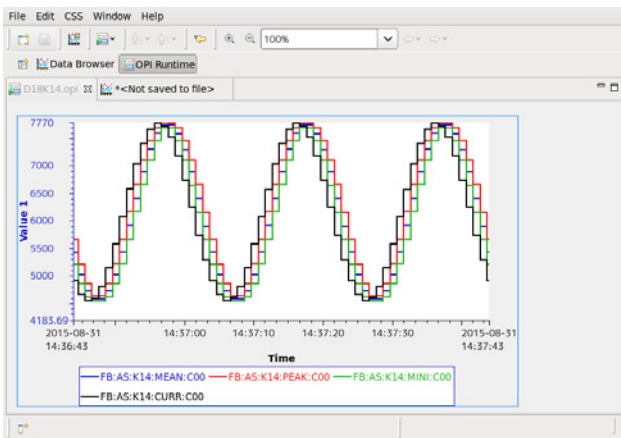 File Edit CSS Window Help
100%
Data Browser OPI Runtime
D18K14.opi *<Not saved to file>
7770
7000
6500
6000
5500
5000
4183.69
Value 1
2015-08-31 14:37:00 14:37:10 14:37:20 14:37:30 2015-08-31
14:36:43 14:37:43
Time
FB:AS:K14:MEAN:C00 FB:AS:K14:PEAK:C00 FB:AS:K14:MINI:C00
FB:AS:K14:CURR:C00